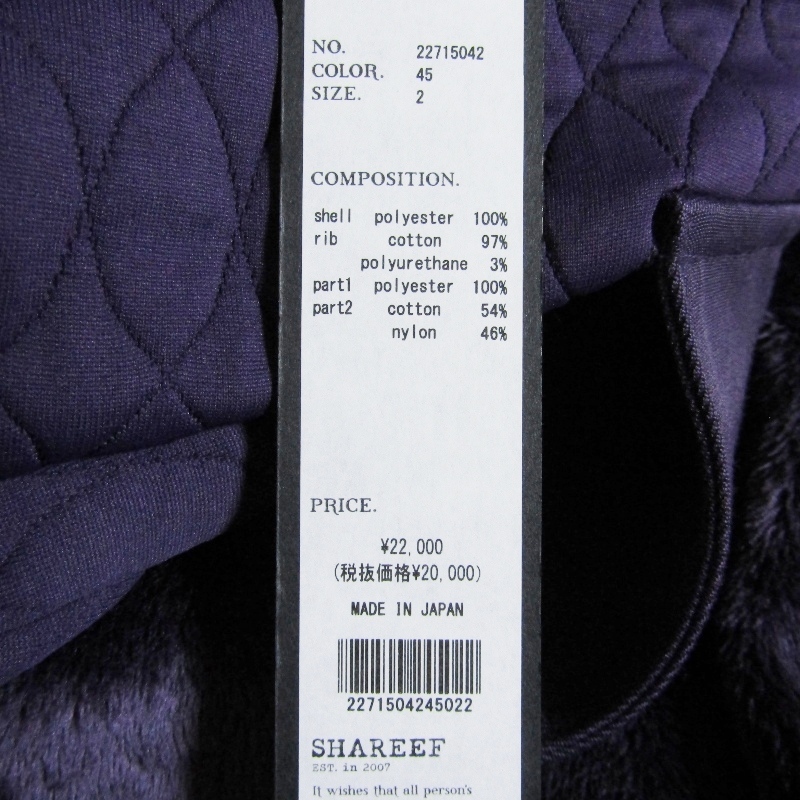 NO. 22715042
COLOR. 45
SIZE. 2
COMPOSITION.
shell polyester 100%
rib cotton 97%
polyurethane 3%
part1 polyester 100%
part2 cotton 54%
nylon 46%
PRICE.
¥22,000
(税抜価格¥20,000)
MADE IN JAPAN
2271504245022
SHAREEF
EST. in 2007
It wishes that all person's